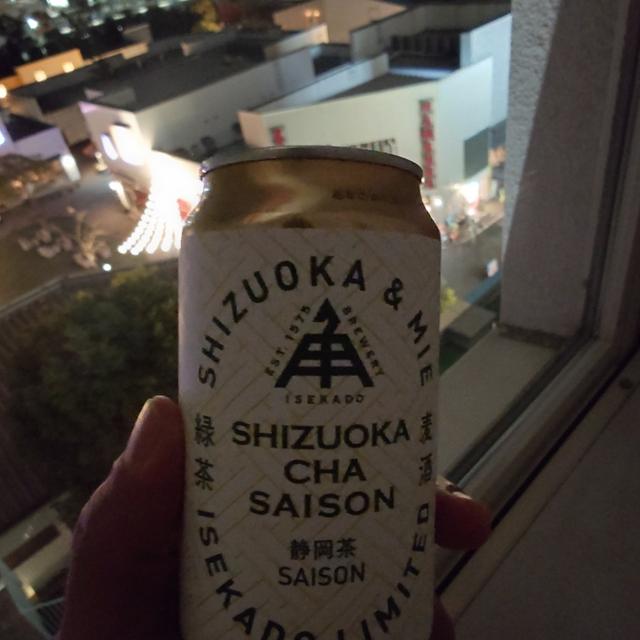 SHIZUOKA & MIE
EST. 1575 BREWERY
ISEKADO
緑茶
麦酒
SHIZUOKA
CHA
SAISON
静岡茶
SAISON
ISEKADO LIMITED